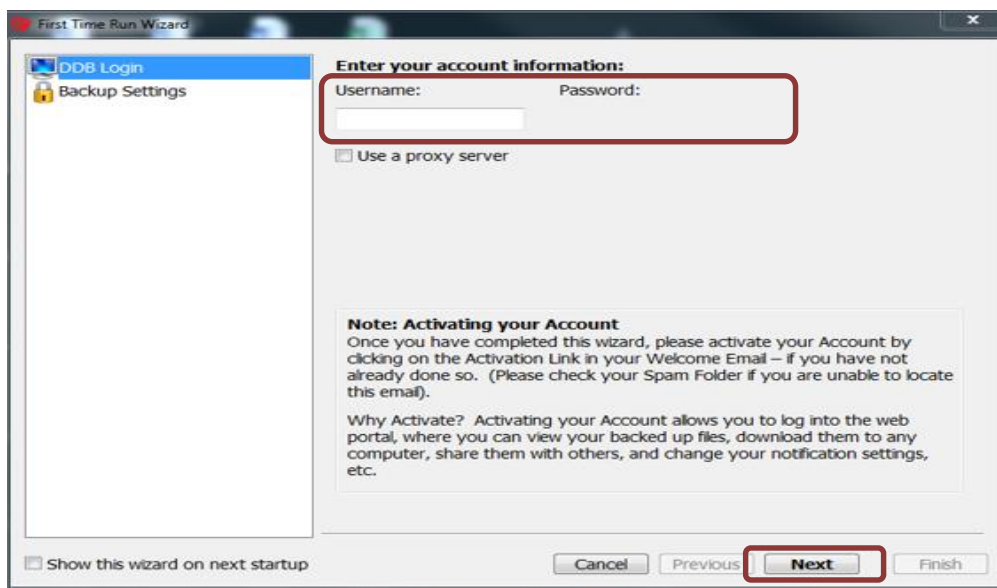 First Time Run Wizard
DDB Login
Backup Settings
Enter your account information:
Username: Password:
Use a proxy server
Note: Activating your Account
Once you have completed this wizard, please activate your Account by
clicking on the Activation Link in your Welcome Email – if you have not
already done so. (Please check your Spam Folder if you are unable to locate
this email).
Why Activate? Activating your Account allows you to log into the web
portal, where you can view your backed up files, download them to any
computer, share them with others, and change your notification settings,
etc.
Show this wizard on next startup
Cancel Previous Next Finish